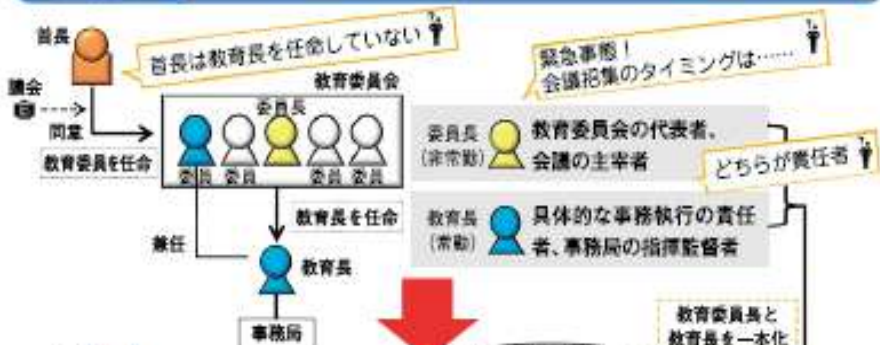 首長
首長は教育長を任命していない
緊急事態！
会議招集のタイミングは……
議会
同意
教育委員を任命
教育委員会
委員長
委員 委員 委員 委員
委員長
(非常勤)
教育委員会の代表者、
会議の主宰者
どちらが責任者
教育長を任命
兼任
教育長
教育長
(常勤)
具体的な事務執行の責任
者、事務局の指揮監督者
事務局
教育委員長と
教育長を一本化